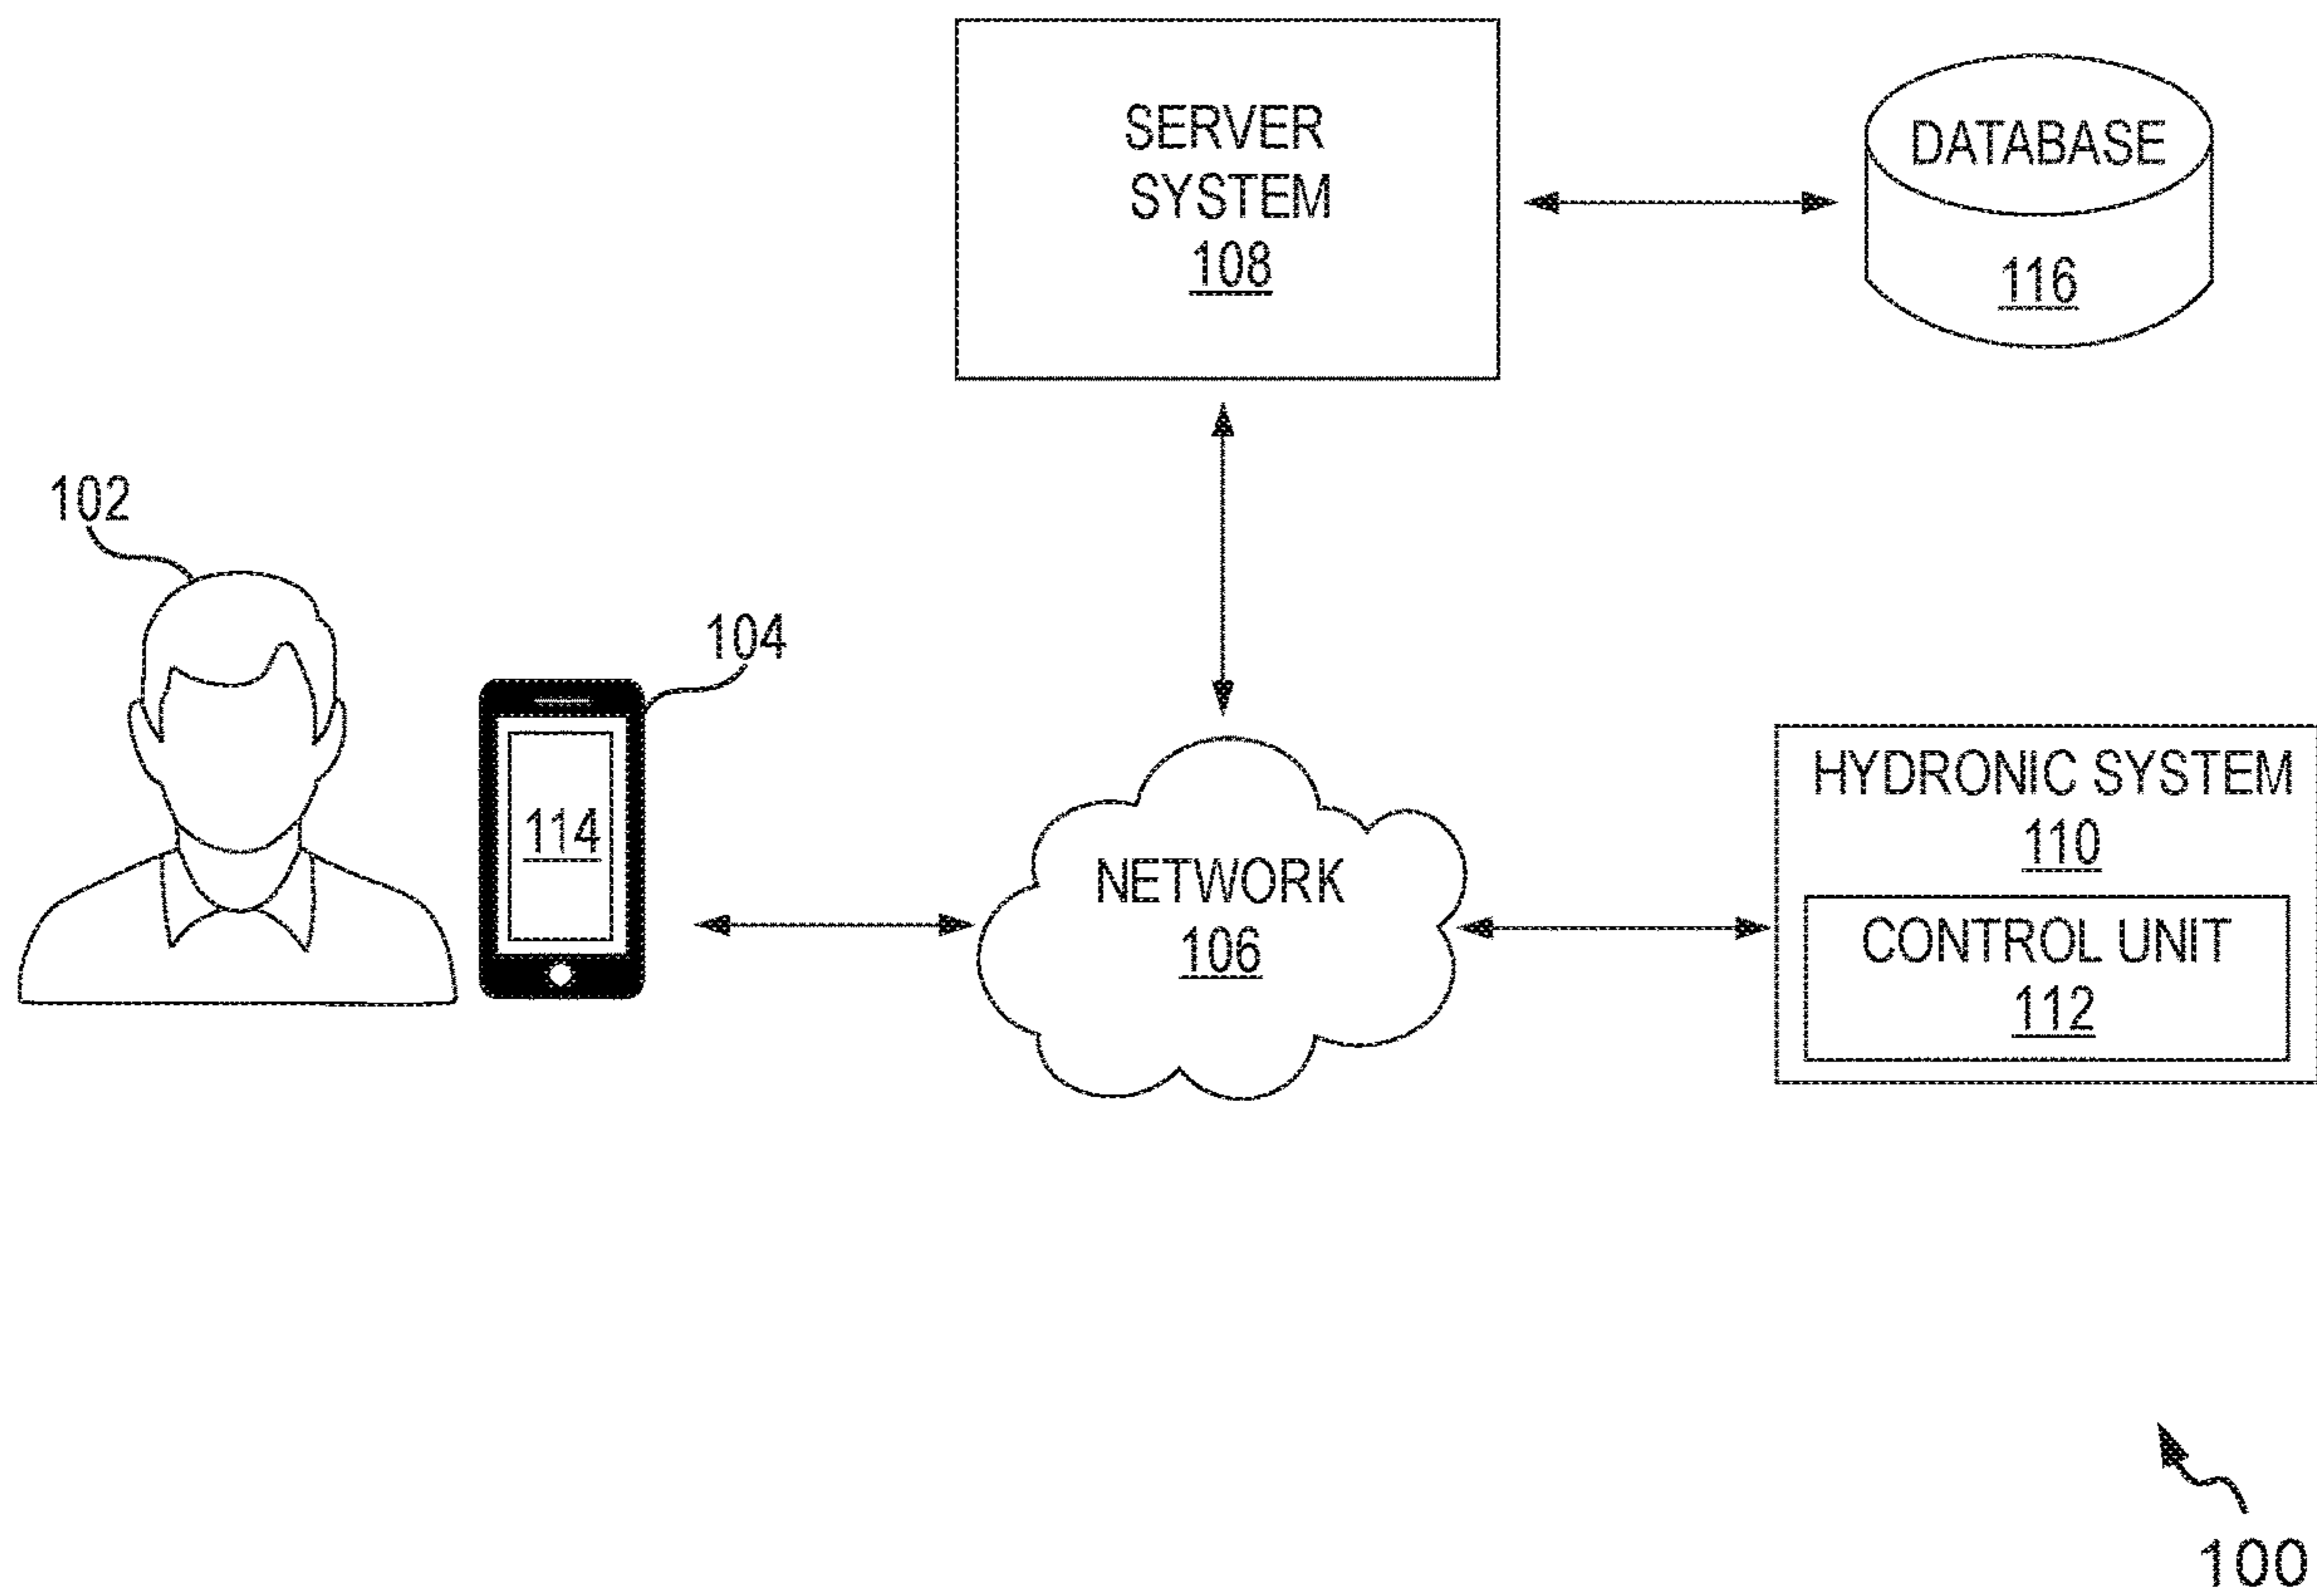 SERVER
SYSTEM
108
DATABASE
116
102
104
114
NETWORK
106
HYDRONIC SYSTEM
110
CONTROL UNIT
112
100